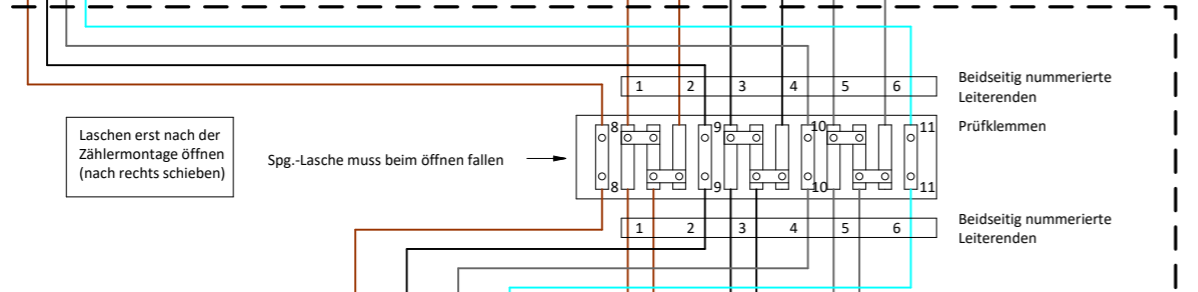 1 2 3 4 5 6
Beidseitig nummerierte
Leiterenden
Laschen erst nach der
Zählermontage öffnen
(nach rechts schieben)
Spg.-Lasche muss beim öffnen fallen
8 9 10 11
Prüfklemmen
8 9 10 11
1 2 3 4 5 6
Beidseitig nummerierte
Leiterenden